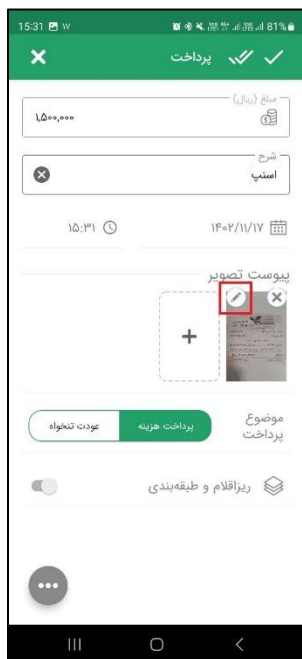 15:31 ۱۷ 81%
پرداخت
مبلغ (ریال)
۱,۵۰۰,۰۰۰
شرح
اسنپ
۱۴۰۲/۱۱/۱۷
۱۵:۳۱
پیوست تصویر
موضوع پرداخت
پرداخت هزینه
عودت تنخواه
ریزاقلام و طبقه‌بندی